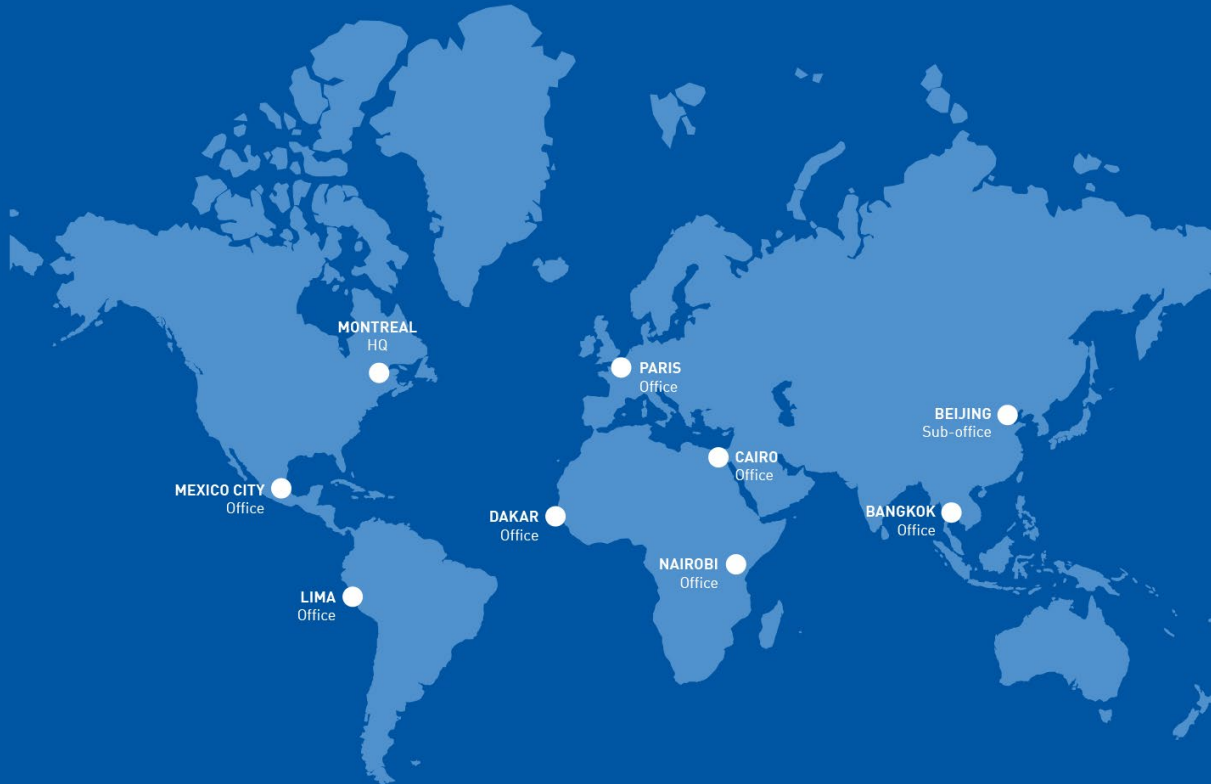 MONTREAL
HQ
PARIS
Office
BEIJING
Sub-office
CAIRO
Office
MEXICO CITY
Office
DAKAR
Office
BANGKOK
Office
NAIROBI
Office
LIMA
Office